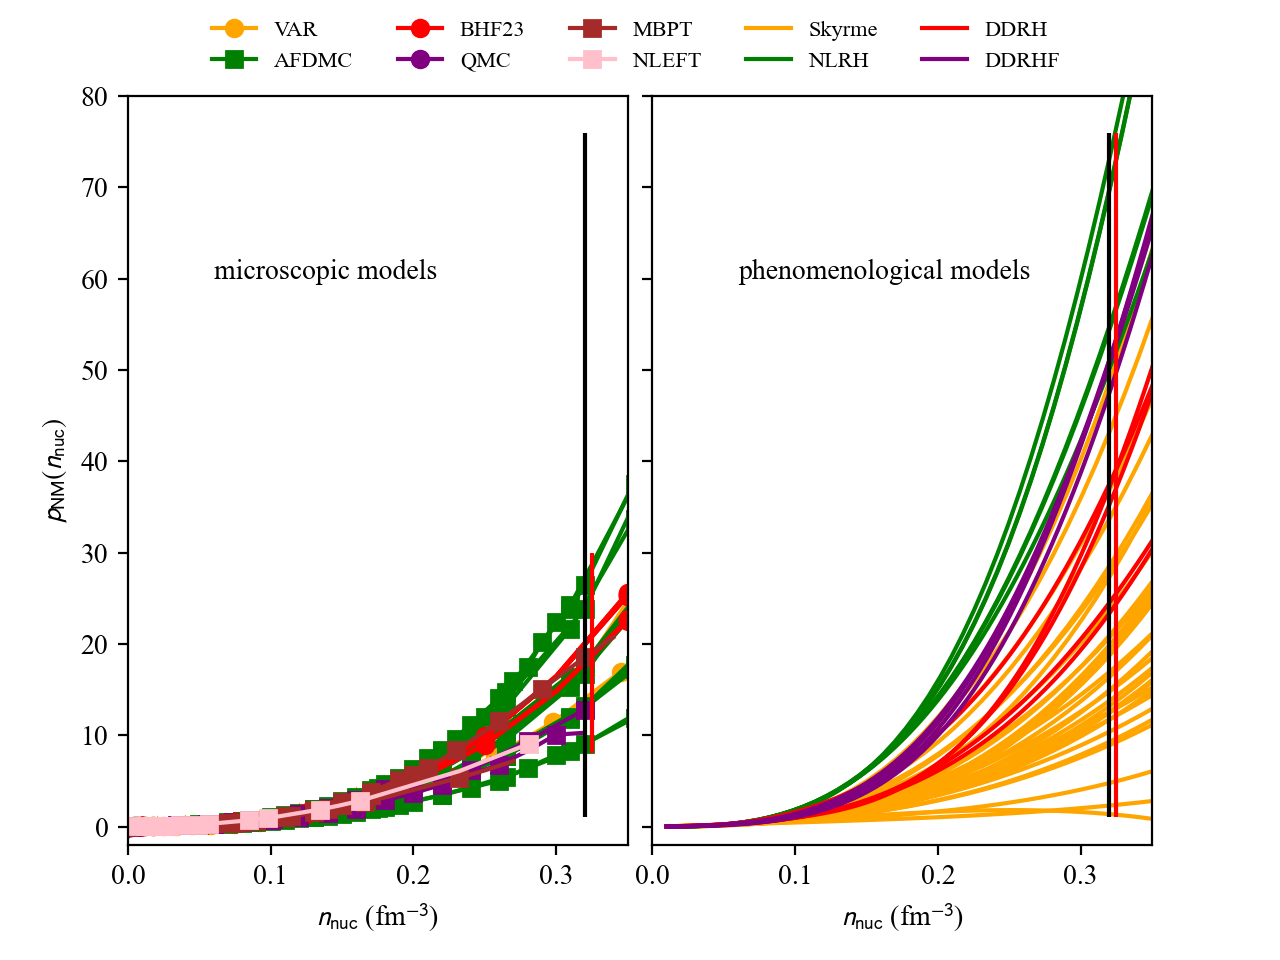 VAR BHF23 MBPT Skyrme DDRH
AFDMC QMC NLEFT NLRH DDRHF
80
70
60
50
40
30
20
10
0
microscopic models
phenomenological models
p_NM(n_nuc)
0.0 0.1 0.2 0.3 0.0 0.1 0.2 0.3
n_nuc (fm⁻³) n_nuc (fm⁻³)